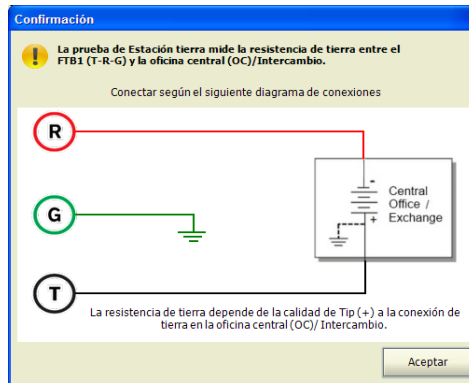 Confirmación
La prueba de Estación tierra mide la resistencia de tierra entre el
FTB1 (T-R-G) y la oficina central (OC)/Intercambio.
Conectar según el siguiente diagrama de conexiones
R
-
Central
Office /
Exchange
+
G
T
La resistencia de tierra depende de la calidad de Tip (+) a la conexión de
tierra en la oficina central (OC)/ Intercambio.
Aceptar